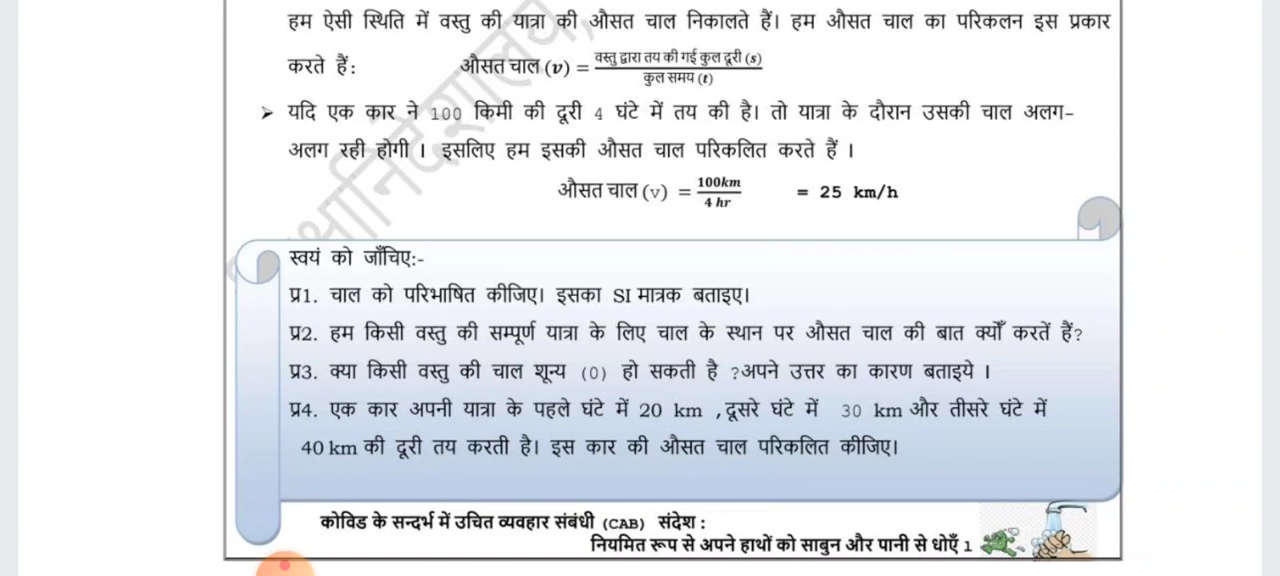 हम ऐसी स्थिति में वस्तु की यात्रा की औसत चाल निकालते हैं। हम औसत चाल का परिकलन इस प्रकार
करते हैं: औसत चाल (v) = वस्तु द्वारा तय की गई कुल दूरी (s) / कुल समय (t)
➢ यदि एक कार ने 100 किमी की दूरी 4 घंटे में तय की है। तो यात्रा के दौरान उसकी चाल अलग-
अलग रही होगी । इसलिए हम इसकी औसत चाल परिकलित करते हैं ।
औसत चाल (v) = 100km / 4 hr = 25 km/h
स्वयं को जाँचिए:-
प्र1. चाल को परिभाषित कीजिए। इसका SI मात्रक बताइए।
प्र2. हम किसी वस्तु की सम्पूर्ण यात्रा के लिए चाल के स्थान पर औसत चाल की बात क्यों करतें हैं?
प्र3. क्या किसी वस्तु की चाल शून्य (0) हो सकती है ?अपने उत्तर का कारण बताइये ।
प्र4. एक कार अपनी यात्रा के पहले घंटे में 20 km ,दूसरे घंटे में 30 km और तीसरे घंटे में
40 km की दूरी तय करती है। इस कार की औसत चाल परिकलित कीजिए।
कोविड के सन्दर्भ में उचित व्यवहार संबंधी (CAB) संदेश :
नियमित रूप से अपने हाथों को साबुन और पानी से धोएँ 1